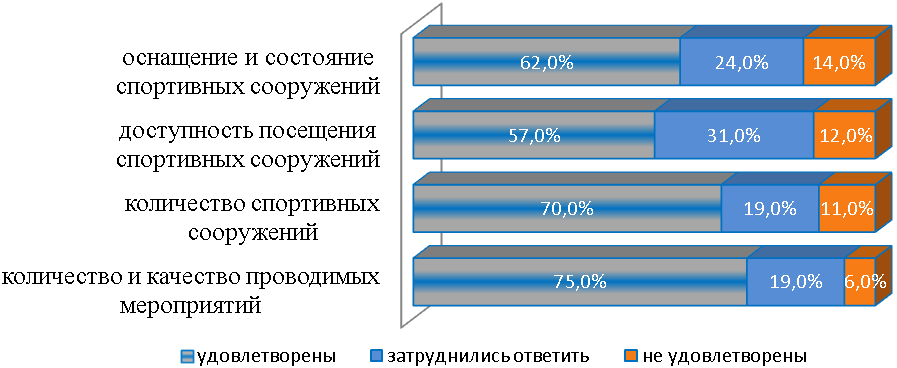 оснащение и состояние
спортивных сооружений
62,0% 24,0% 14,0%
доступность посещения
спортивных сооружений
57,0% 31,0% 12,0%
количество спортивных
сооружений
70,0% 19,0% 11,0%
количество и качество проводимых
мероприятий
75,0% 19,0% 6,0%
удовлетворены затруднились ответить не удовлетворены